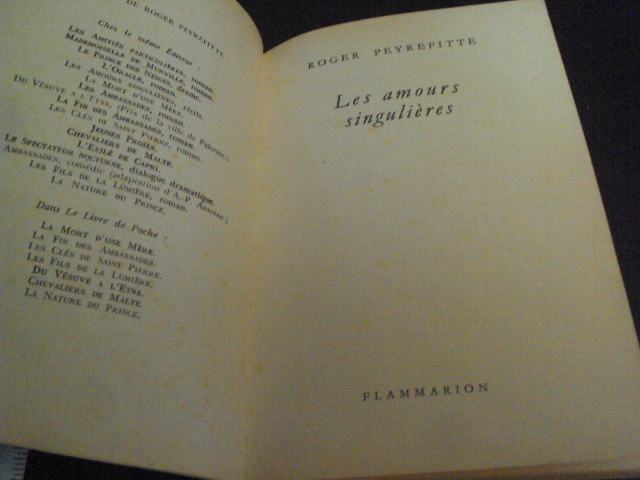 DE ROGER PEYREFITTE
Chez le même Éditeur :
LES AMITIÉS PARTICULIÈRES, roman.
MADEMOISELLE DE MURVILLE, roman.
LE PRINCE DES NEIGES, drame.
L'ORACLE, roman.
LES AMOURS SINGULIÈRES, récits.
LA MORT D'UNE MÈRE.
LES AMBASSADES, roman.
DU VÉSUVE A L'ETNA. (Prix de la ville de Palerme.)
LA FIN DES AMBASSADES, roman.
LES CLÉS DE SAINT PIERRE, roman.
JEUNES PROIES.
CHEVALIERS DE MALTE.
L'EXILÉ DE CAPRI.
LE SPECTATEUR NOCTURNE, dialogue dramatique.
AMBASSADES, comédie (adaptation d'A.-P. Antoine.)
LES FILS DE LA LUMIÈRE, roman.
LA NATURE DU PRINCE.
Dans Le Livre de Poche :
LA MORT D'UNE MÈRE.
LA FIN DES AMBASSADES.
LES CLÉS DE SAINT PIERRE.
LES FILS DE LA LUMIÈRE.
DU VÉSUVE A L'ETNA.
CHEVALIERS DE MALTE.
LA NATURE DU PRINCE.
ROGER PEYREFITTE
Les amours
singulières
FLAMMARION